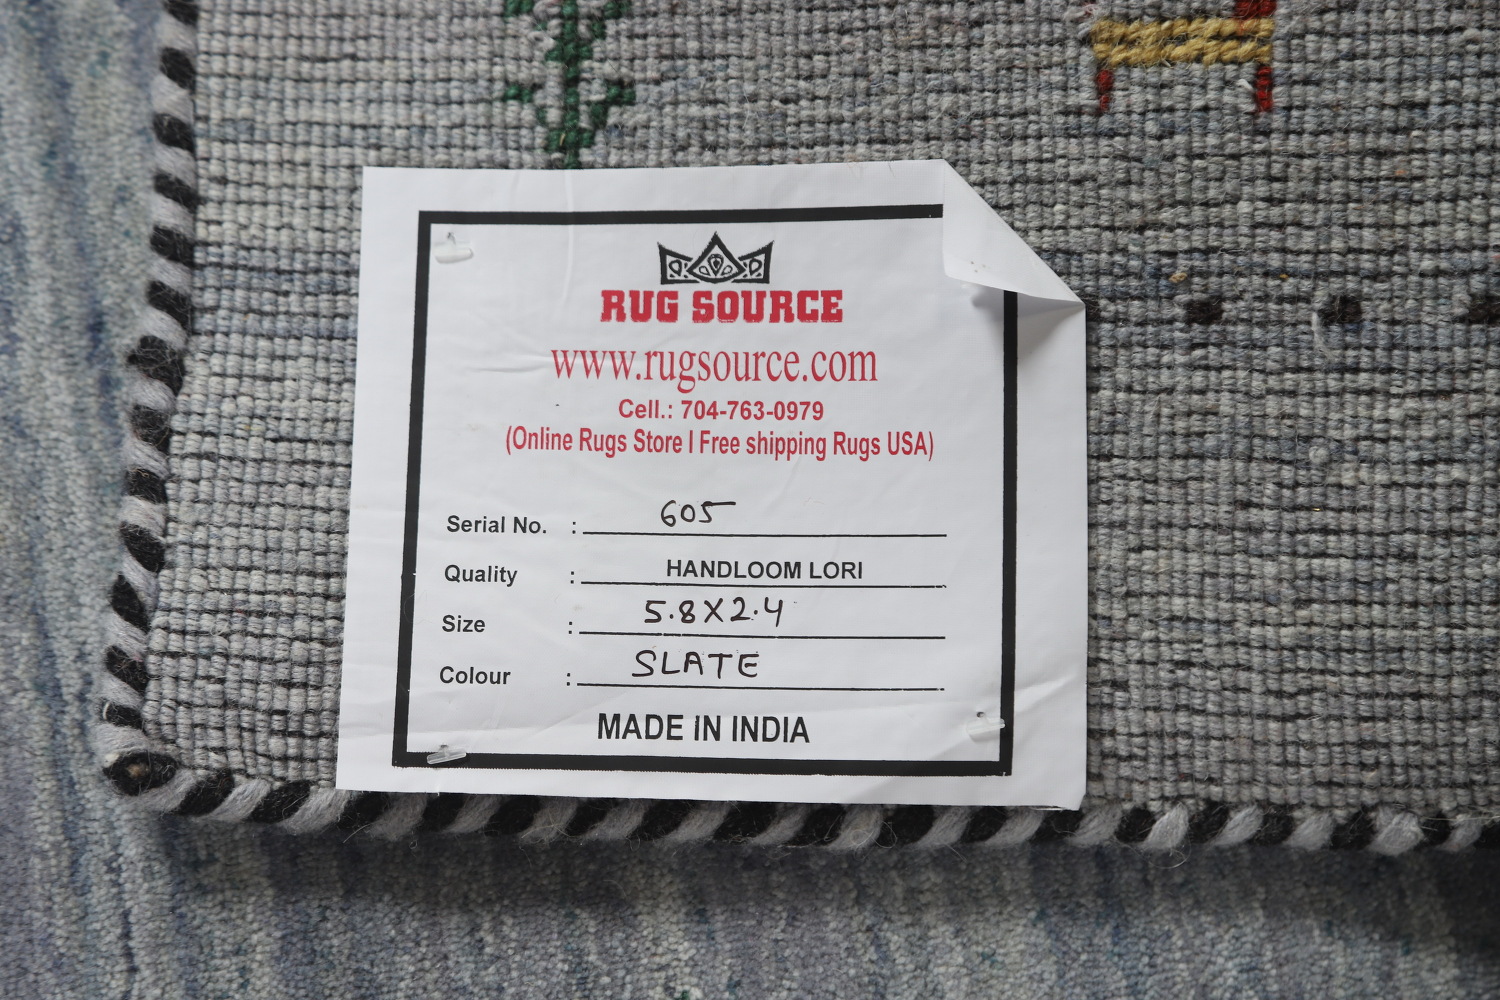 RUG SOURCE
www.rugsource.com
Cell.: 704-763-0979
(Online Rugs Store | Free shipping Rugs USA)
Serial No. : 605
Quality : HANDLOOM LORI
Size : 5.8X2.4
Colour : SLATE
MADE IN INDIA